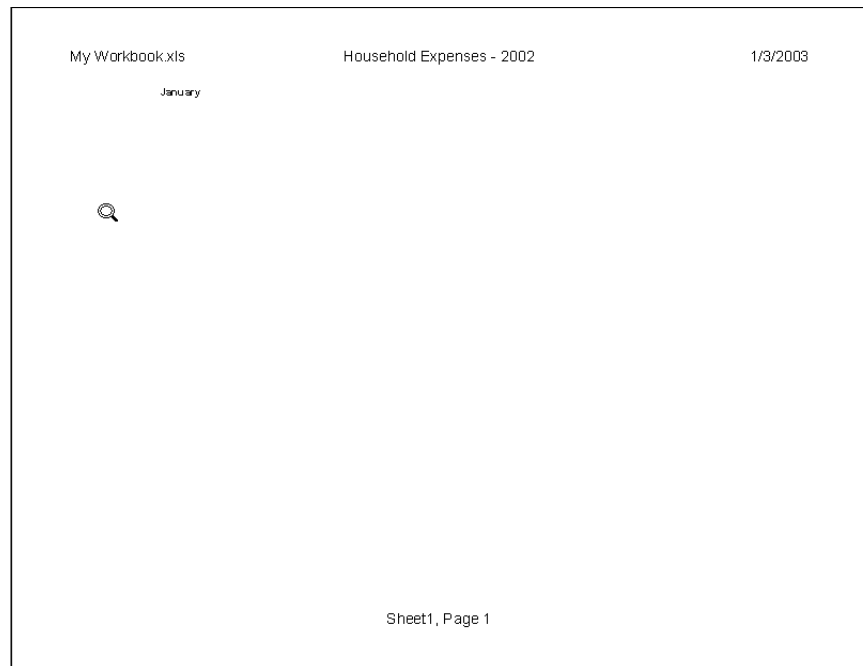 My Workbook.xls Household Expenses - 2002 1/3/2003
January
Sheet1, Page 1